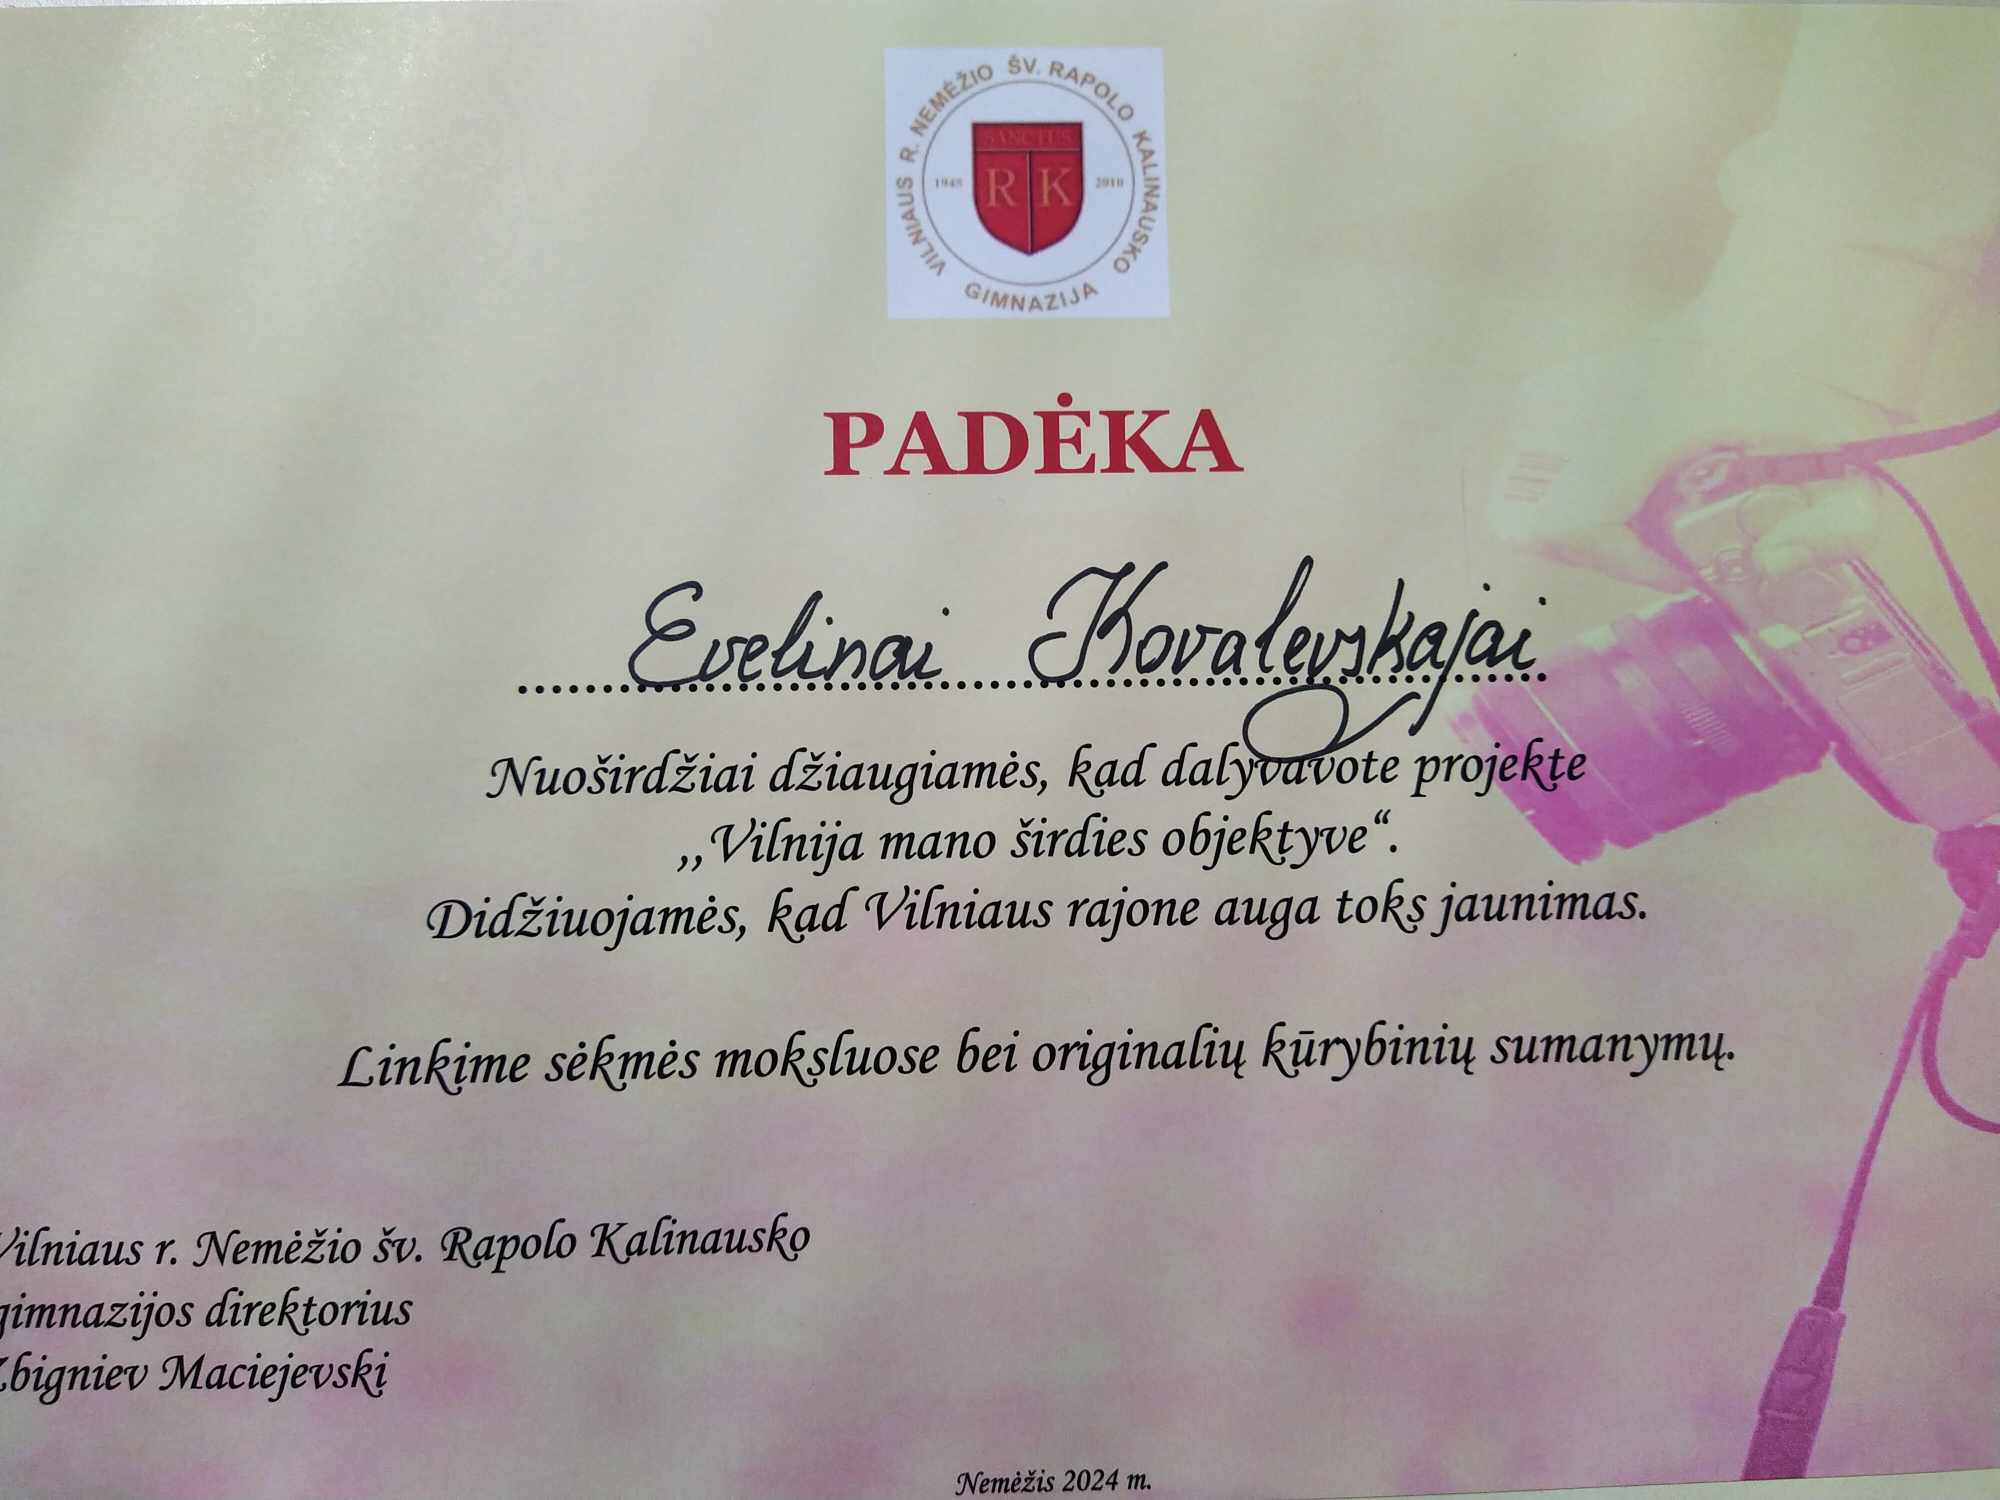 VILNIAUS R. NEMĖŽIO ŠV. RAPOLO KALINAUSKO
GIMNAZIJA
SANCTUS
1945 R K 2010
PADĖKA
Evelinai Kovalevskajai
Nuoširdžiai džiaugiamės, kad dalyvavote projekte
,,Vilnija mano širdies objektyve“.
Didžiuojamės, kad Vilniaus rajone auga toks jaunimas.
Linkime sėkmės moksluose bei originalių kūrybinių sumanymų.
Vilniaus r. Nemėžio šv. Rapolo Kalinausko
gimnazijos direktorius
Zbigniev Maciejevski
Nemėžis 2024 m.